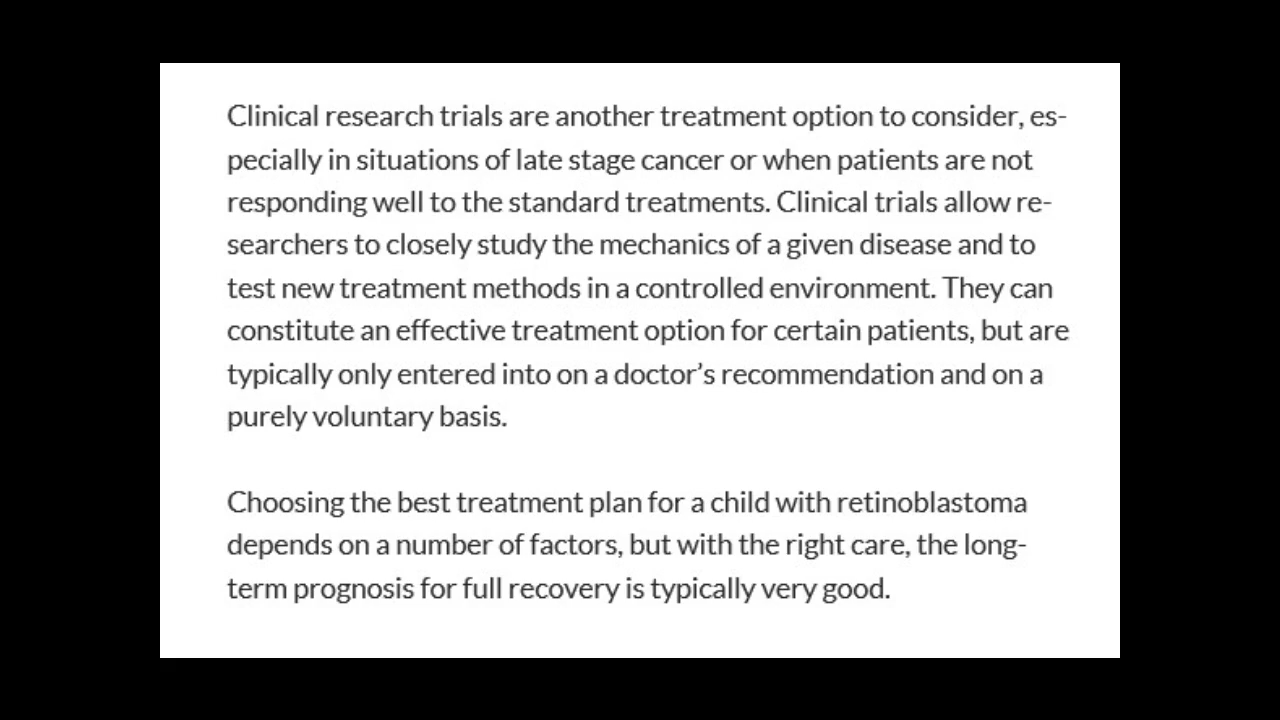 Clinical research trials are another treatment option to consider, es-
pecially in situations of late stage cancer or when patients are not
responding well to the standard treatments. Clinical trials allow re-
searchers to closely study the mechanics of a given disease and to
test new treatment methods in a controlled environment. They can
constitute an effective treatment option for certain patients, but are
typically only entered into on a doctor’s recommendation and on a
purely voluntary basis.
Choosing the best treatment plan for a child with retinoblastoma
depends on a number of factors, but with the right care, the long-
term prognosis for full recovery is typically very good.